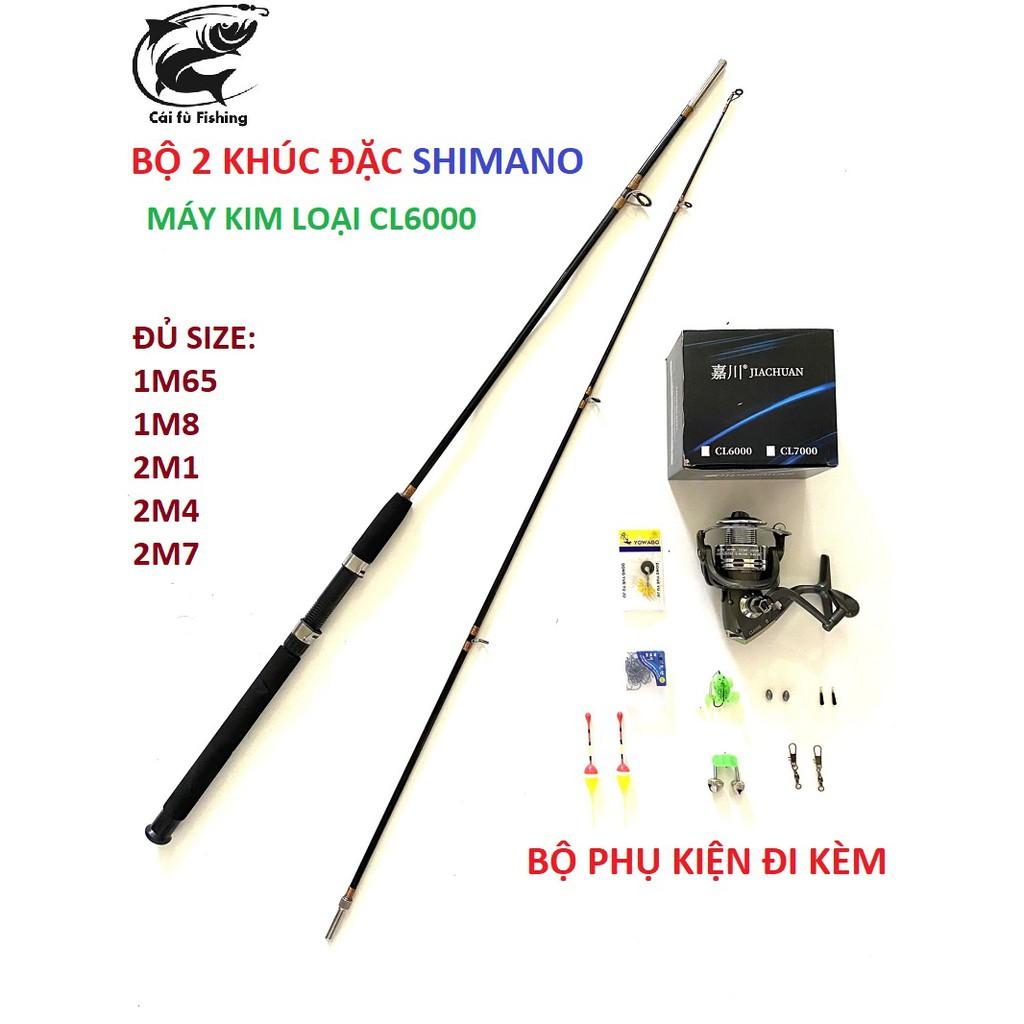 Cái fù Fishing
BỘ 2 KHÚC ĐẶC SHIMANO
MÁY KIM LOẠI CL6000
ĐỦ SIZE:
1M65
1M8
2M1
2M4
2M7
嘉川® JIACHUAN
CL6000 CL7000
YOWABO
BỘ PHỤ KIỆN ĐI KÈM